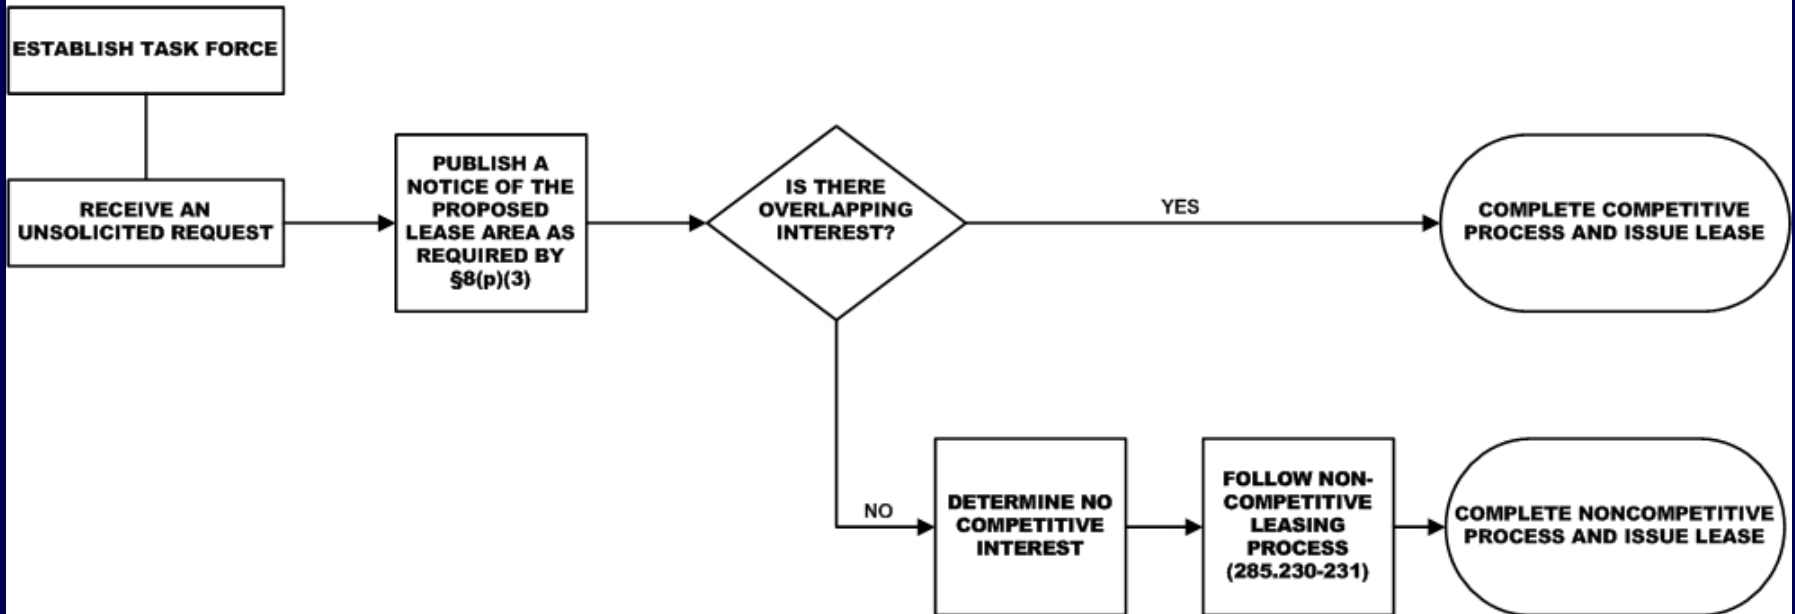 ESTABLISH TASK FORCE
RECEIVE AN
UNSOLICITED REQUEST
PUBLISH A
NOTICE OF THE
PROPOSED
LEASE AREA AS
REQUIRED BY
§8(p)(3)
IS THERE
OVERLAPPING
INTEREST?
YES
COMPLETE COMPETITIVE
PROCESS AND ISSUE LEASE
NO
DETERMINE NO
COMPETITIVE
INTEREST
FOLLOW NON-
COMPETITIVE
LEASING
PROCESS
(285.230-231)
COMPLETE NONCOMPETITIVE
PROCESS AND ISSUE LEASE